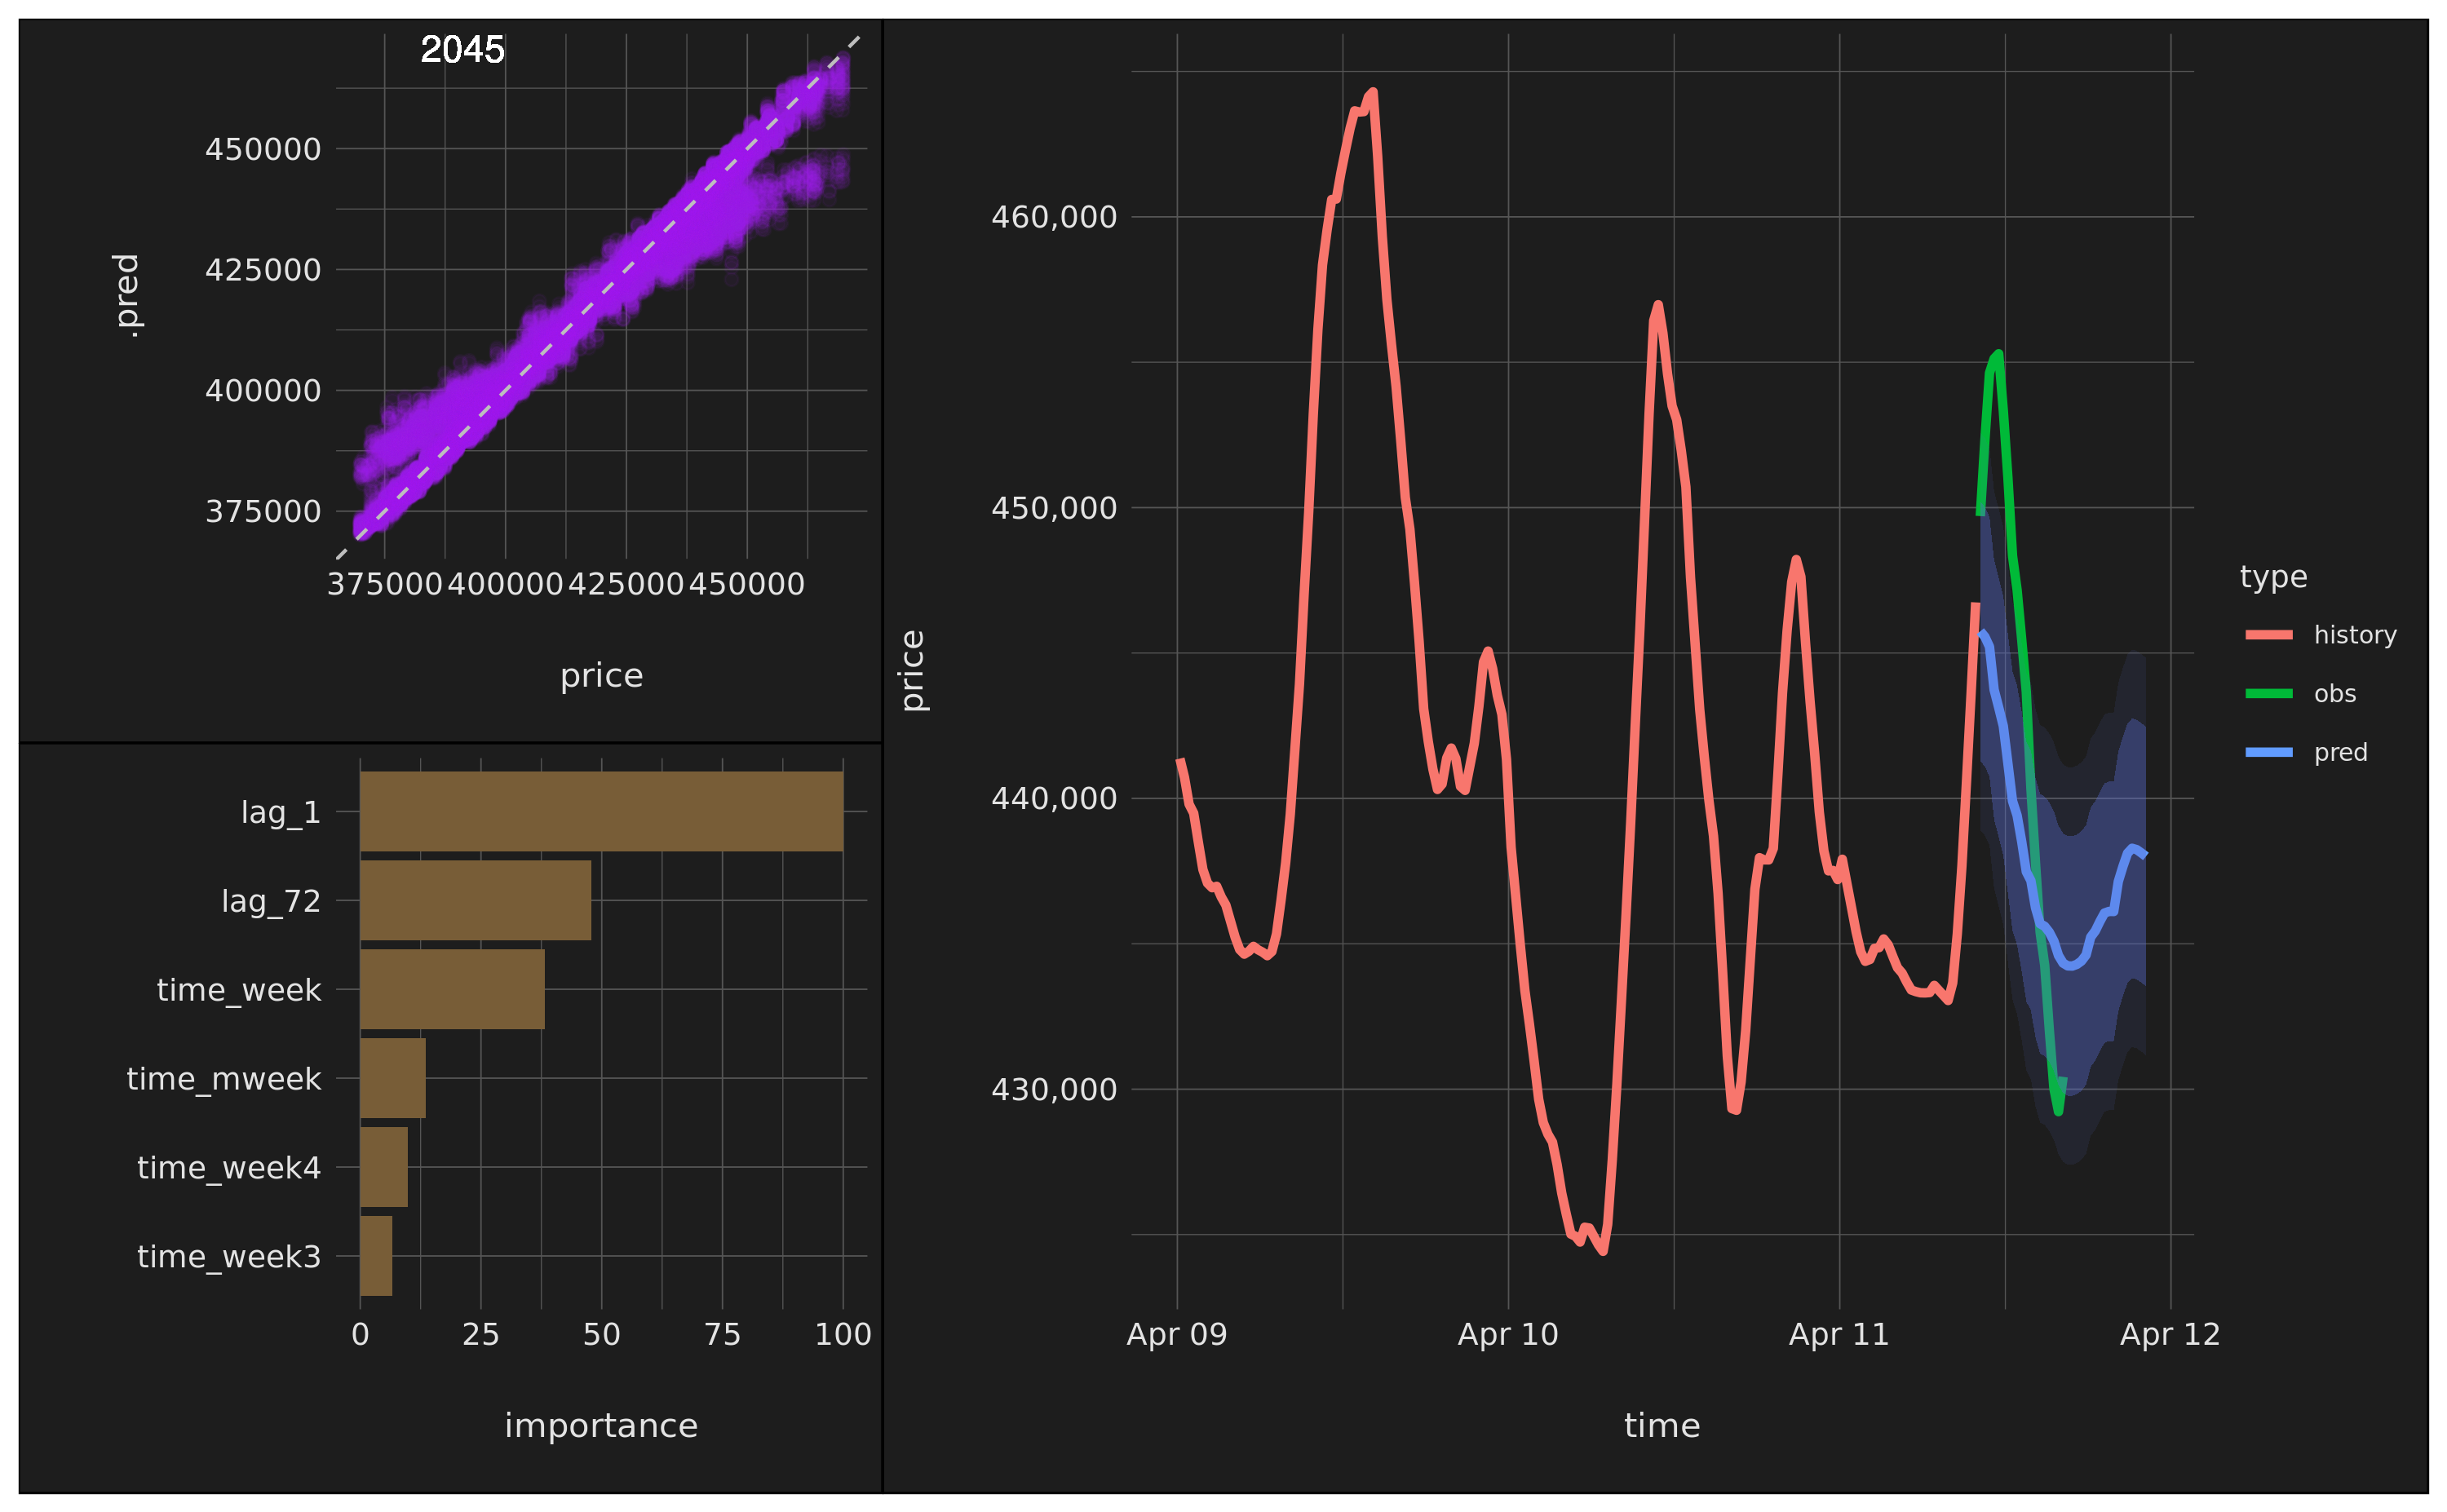 2045
450000
425000
400000
375000
.pred
375000 400000 425000 450000
price
lag_1
lag_72
time_week
time_mweek
time_week4
time_week3
0 25 50 75 100
importance
460,000
450,000
440,000
430,000
price
Apr 09 Apr 10 Apr 11 Apr 12
time
type
history
obs
pred